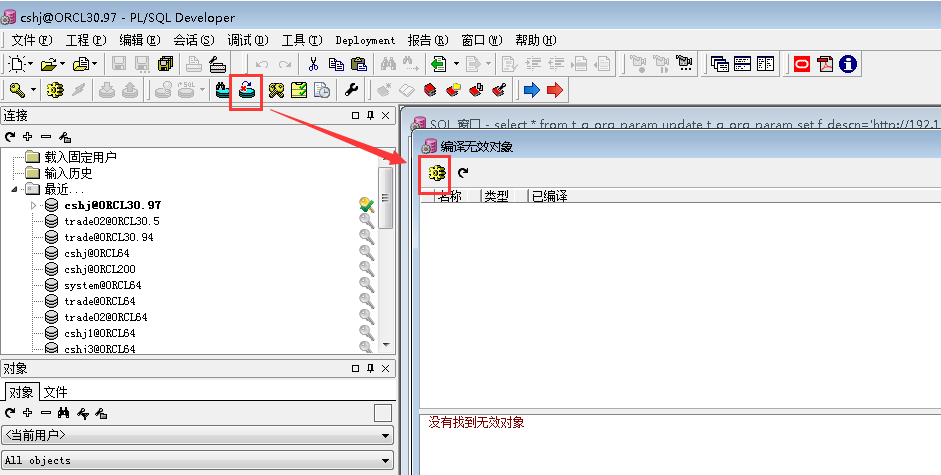 cshj@ORCL30.97 - PL/SQL Developer
文件(F) 工程(P) 编辑(E) 会话(S) 调试(D) 工具(T) Deployment 报告(R) 窗口(W) 帮助(H)
SQL
连接
SQL 窗口 - select * from t_q_org_param update t_q_org_param set f_descn='http://192.1
编译无效对象
载入固定用户
输入历史
最近...
名称 类型 已编译
cshj@ORCL30.97
trade02@ORCL30.5
trade@ORCL30.94
cshj@ORCL64
cshj@ORCL200
system@ORCL64
trade@ORCL64
trade02@ORCL64
cshj1@ORCL64
cshj3@ORCL64
对象
对象 文件
没有找到无效对象
<当前用户>
All objects